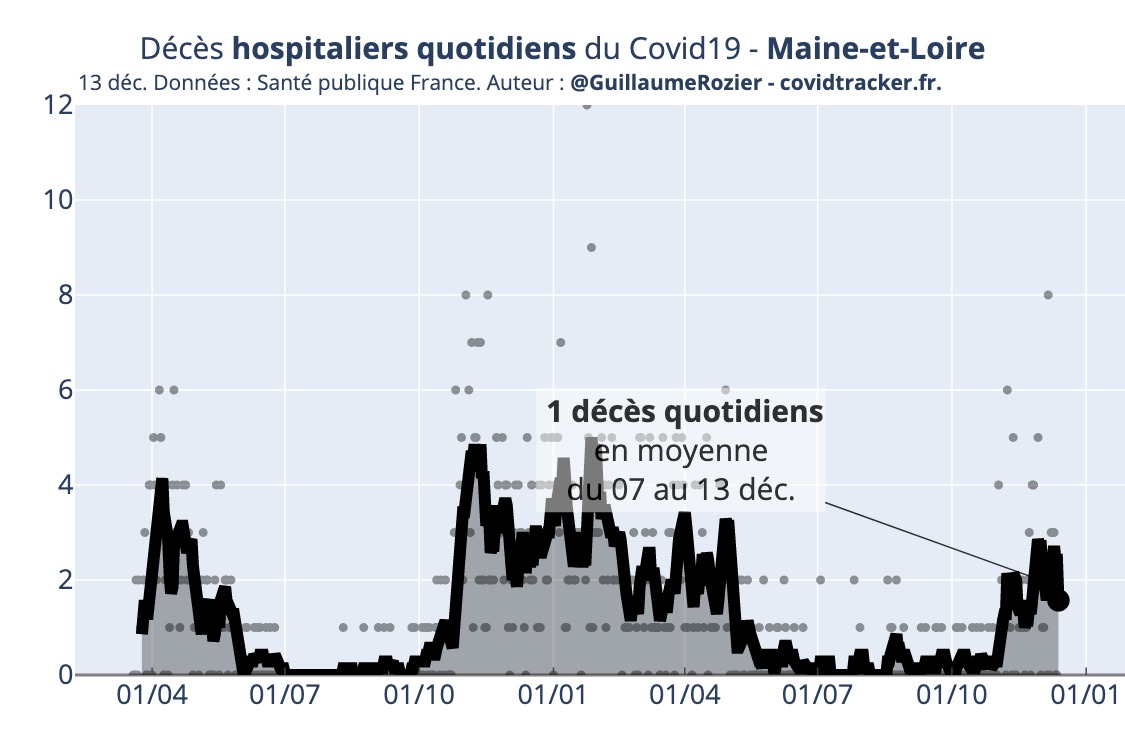 Décès hospitaliers quotidiens du Covid19 - Maine-et-Loire
13 déc. Données : Santé publique France. Auteur : @GuillaumeRozier - covidtracker.fr.
12
10
8
6
1 décès quotidiens
en moyenne
4
du 07 au 13 déc.
2
0
01/04 01/07 01/10 01/01 01/04 01/07 01/10 01/01